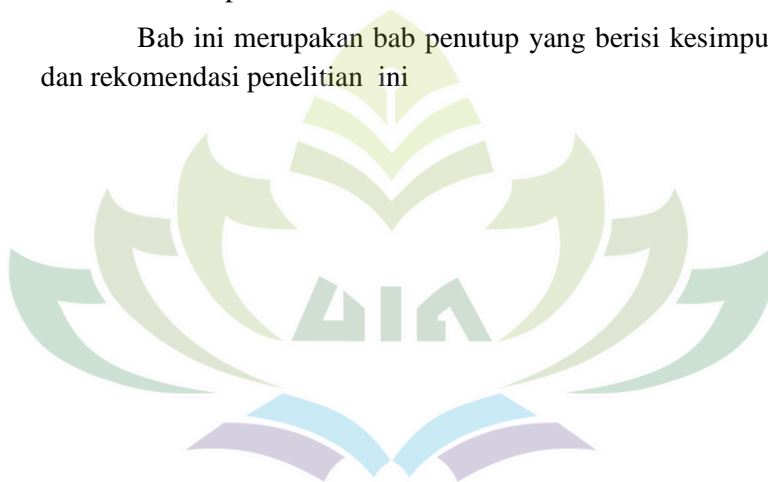 Bab ini merupakan bab penutup yang berisi kesimpu
dan rekomendasi penelitian ini